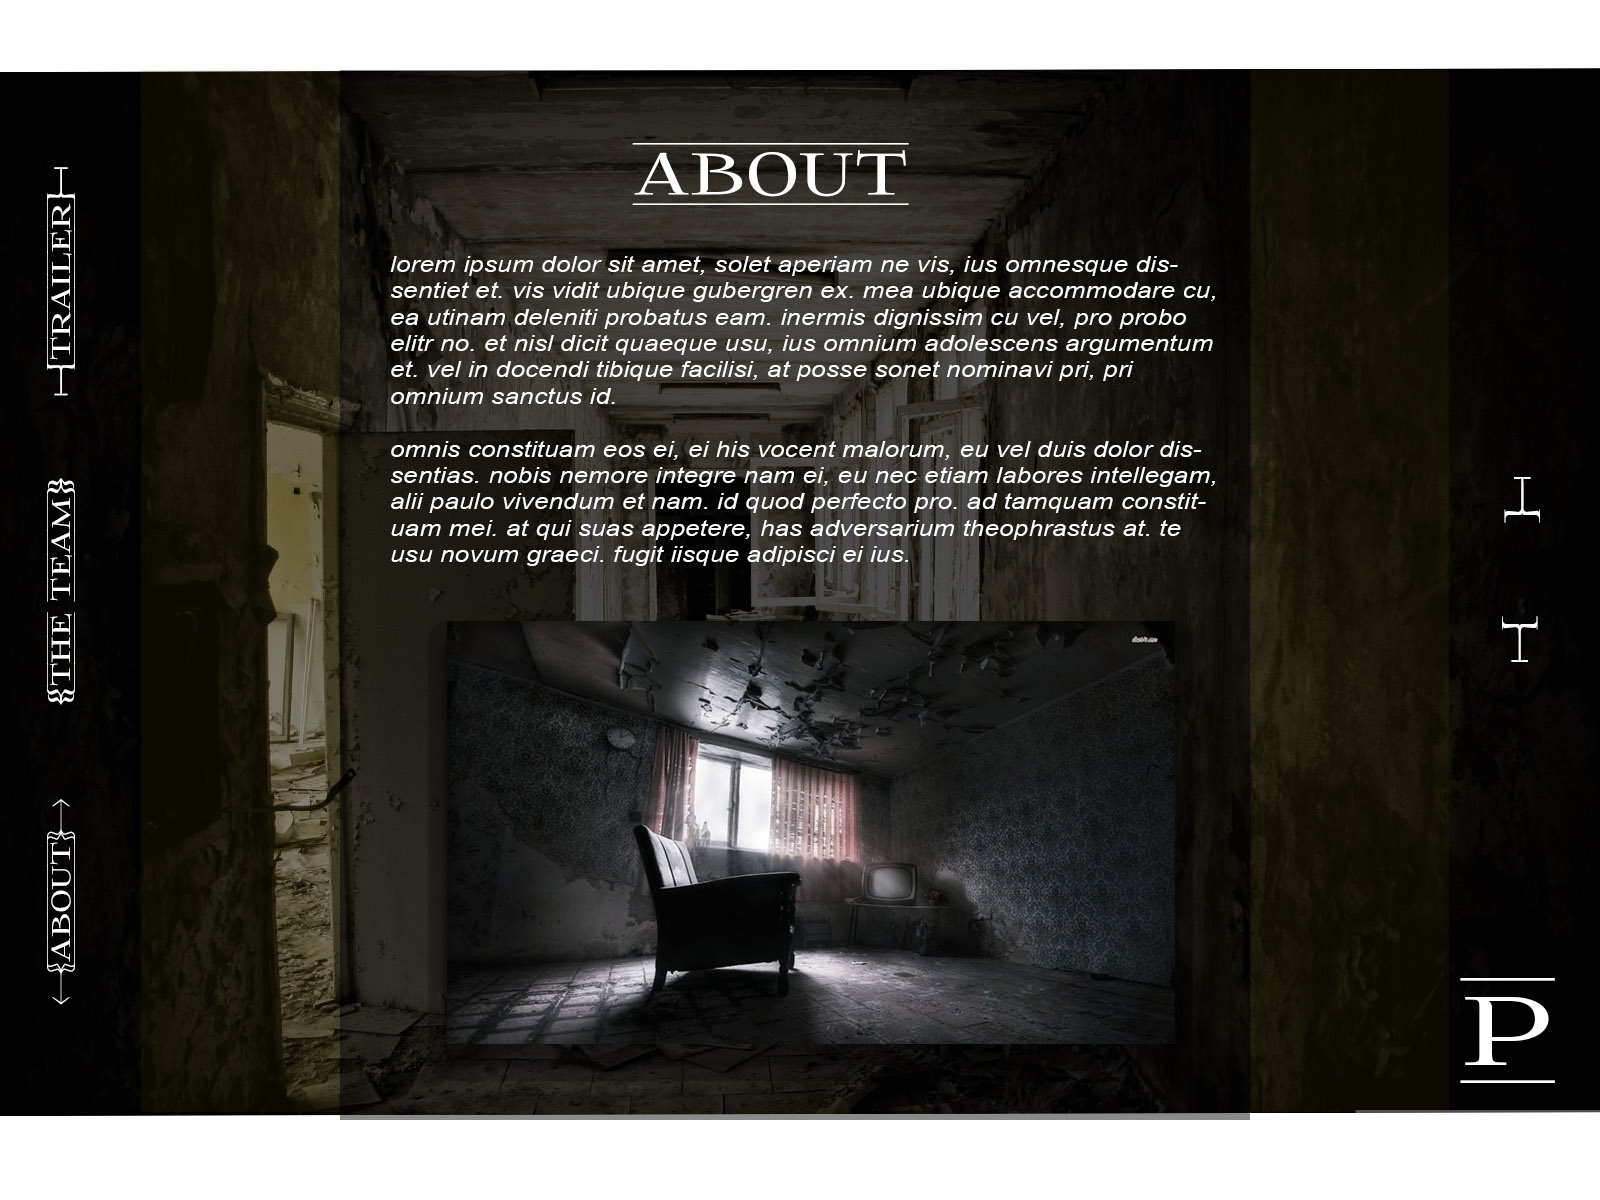 ABOUT
lorem ipsum dolor sit amet, solet aperiam ne vis, ius omnesque dis-
sentiet et. vis vidit ubique gubergren ex. mea ubique accommodare cu,
ea utinam deleniti probatus eam. inermis dignissim cu vel, pro probo
elitr no. et nisl dicit quaeque usu, ius omnium adolescens argumentum
et. vel in docendi tibique facilisi, at posse sonet nominavi pri, pri
omnium sanctus id.
omnis constituam eos ei, ei his vocent malorum, eu vel duis dolor dis-
sentias. nobis nemore integre nam ei, eu nec etiam labores intellegam,
alii paulo vivendum et nam. id quod perfecto pro. ad tamquam constit-
uam mei. at qui suas appetere, has adversarium theophrastus at. te
usu novum graeci. fugit iisque adipisci ei ius.
TRAILER
THE TEAM
ABOUT
P